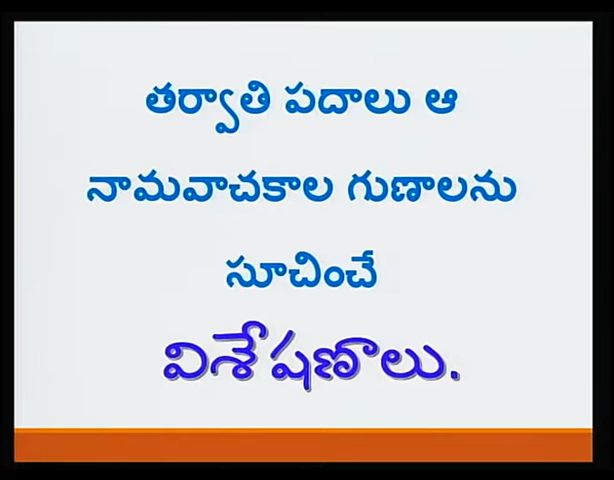 తర్వాతి పదాలు ఆ
నామవాచకాల గుణాలను
సూచించే
విశేషణాలు.